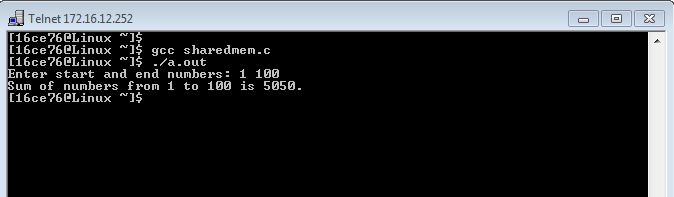 Telnet 172.16.12.252
[16ce76@Linux ~]$
[16ce76@Linux ~]$ gcc sharedmem.c
[16ce76@Linux ~]$ ./a.out
Enter start and end numbers: 1 100
Sum of numbers from 1 to 100 is 5050.
[16ce76@Linux ~]$